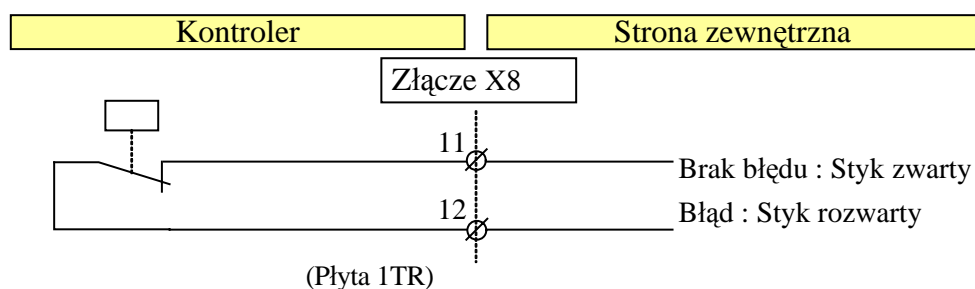 Kontroler
Strona zewnętrzna
Złącze X8
11
Brak błędu : Styk zwarty
12
Błąd : Styk rozwarty
(Płyta 1TR)